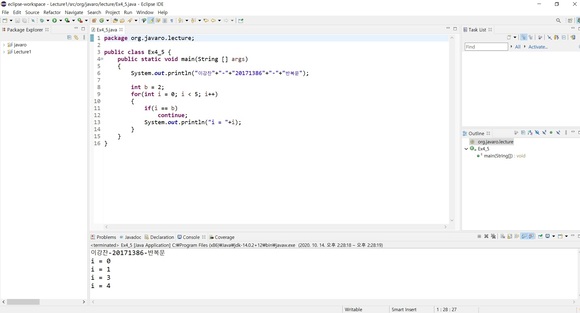 eclipse-workspace - Lecture1/src/org/javaro/lecture/Ex4_5.java - Eclipse IDE
File Edit Source Refactor Navigate Search Project Run Window Help
Package Explorer
javaro
Lecture1
Ex4_5.java
1 package org.javaro.lecture;
2
3 public class Ex4_5 {
4 public static void main(String [] args)
5 {
6 System.out.println("이강찬"+"-"+"20171386"+"-"+"반복문");
7
8 int b = 2;
9 for(int i = 0; i < 5; i++)
10 {
11 if(i == b)
12 continue;
13 System.out.println("i = "+i);
14 }
15 }
16 }
Task List
Find
All
Activate...
Outline
org.javaro.lecture
Ex4_5
main(String[]) : void
Problems Javadoc Declaration Console Coverage
<terminated> Ex4_5 [Java Application] C:\Program Files (x86)\Java\jdk-14.0.2+12\bin\javaw.exe (2020. 10. 14. 오후 2:28:18 – 오후 2:28:19)
이강찬-20171386-반복문
i = 0
i = 1
i = 3
i = 4
Writable
Smart Insert
1 : 28 : 27